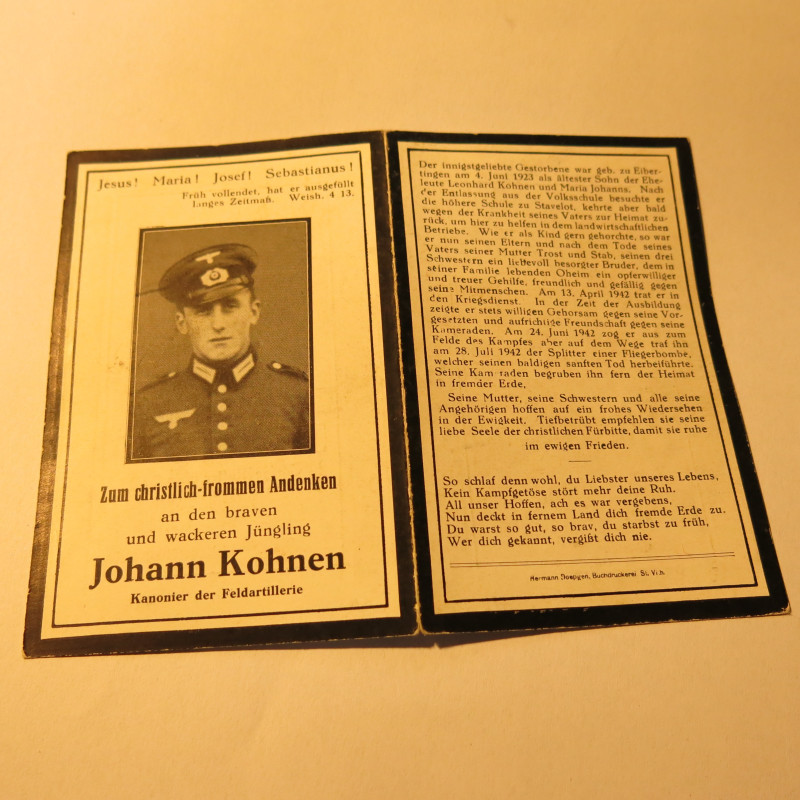 Jesus! Maria! Josef! Sebastianus!
Früh vollendet, hat er ausgefüllt
langes Zeitmaß. Weish. 4 13.
Zum christlich-frommen Andenken
an den braven
und wackeren Jüngling
Johann Kohnen
Kanonier der Feldartillerie
Der innigstgeliebte Gestorbene war geb. zu Eiber-
tingen am 4. Juni 1923 als ältester Sohn der Ehe-
leute Leonhard Kohnen und Maria Johanns. Nach
der Entlassung aus der Volksschule besuchte er
die höhere Schule zu Stavelot, kehrte aber bald
wegen der Krankheit seines Vaters zur Heimat zu-
rück, um hier zu helfen in dem landwirtschaftlichen
Betriebe. Wie er als Kind gern gehorchte, so war
er nun seinen Eltern und nach dem Tode seines
Vaters seiner Mutter Trost und Stab, seinen drei
Schwestern ein liebevoll besorgter Bruder, dem in
seiner Familie lebenden Oheim ein opferwilliger
und treuer Gehilfe, freundlich und gefällig gegen
seine Mitmenschen. Am 13. April 1942 trat er in
den Kriegsdienst. In der Zeit der Ausbildung
zeigte er stets willigen Gehorsam gegen seine Vor-
gesetzten und aufrichtige Freundschaft gegen seine
Kameraden. Am 24. Juni 1942 zog er aus zum
Felde des Kampfes aber auf dem Wege traf ihn
am 28. Juli 1942 der Splitter einer Fliegerbombe,
welcher seinen baldigen sanften Tod herbeiführte.
Seine Kam raden begruben ihn fern der Heimat
in fremder Erde,
Seine Mutter, seine Schwestern und alle seine
Angehörigen hoffen auf ein frohes Wiedersehen
in der Ewigkeit. Tiefbetrübt empfehlen sie seine
liebe Seele der christlichen Fürbitte, damit sie ruhe
im ewigen Frieden.
So schlaf denn wohl, du Liebster unseres Lebens,
Kein Kampfgetöse stört mehr deine Ruh.
All unser Hoffen, ach es war vergebens,
Nun deckt in fernem Land dich fremde Erde zu.
Du warst so gut, so brav, du starbst zu früh,
Wer dich gekannt, vergißt dich nie.
Hermann Doepgen, Buchdruckerei St. Vith.